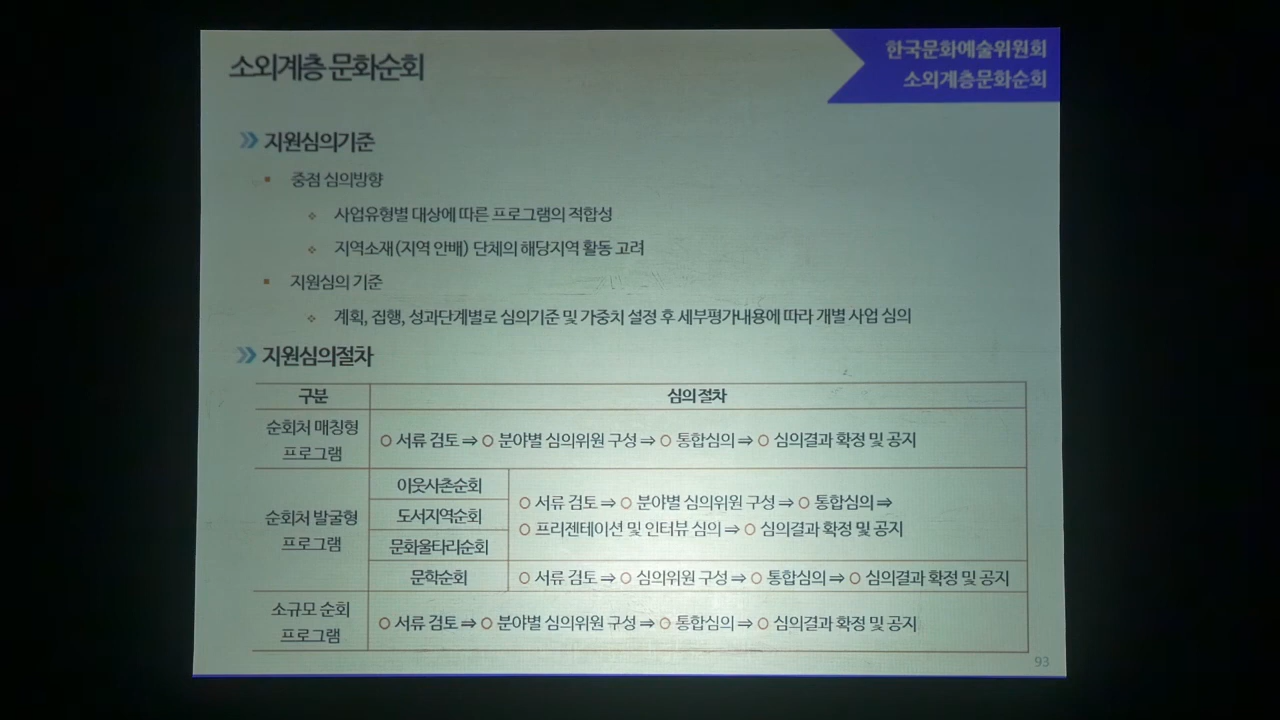 소외계층 문화순회
한국문화예술위원회
소외계층문화순회
지원심의기준
중점 심의방향
사업유형별 대상에 따른 프로그램의 적합성
지역소재(지역 안배) 단체의 해당지역 활동 고려
지원심의 기준
계획, 집행, 성과단계별로 심의기준 및 가중치 설정 후 세부평가내용에 따라 개별 사업 심의
지원심의절차
구분 심의 절차
순회처 매칭형
프로그램
서류 검토 ⇒ 분야별 심의위원 구성 ⇒ 통합심의 ⇒ 심의결과 확정 및 공지
순회처 발굴형
프로그램
이웃사촌순회
도서지역순회
문화울타리순회
서류 검토 ⇒ 분야별 심의위원 구성 ⇒ 통합심의 ⇒
프리젠테이션 및 인터뷰 심의 ⇒ 심의결과 확정 및 공지
문학순회
서류 검토 ⇒ 심의위원 구성 ⇒ 통합심의 ⇒ 심의결과 확정 및 공지
소규모 순회
프로그램
서류 검토 ⇒ 분야별 심의위원 구성 ⇒ 통합심의 ⇒ 심의결과 확정 및 공지
93